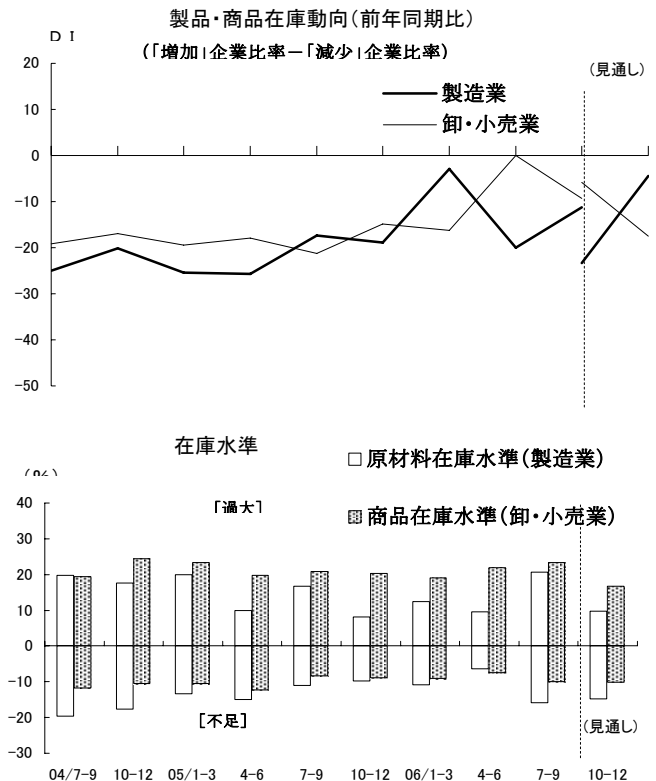 製品・商品在庫動向（前年同期比）
ＤＩ
（「増加」企業比率－「減少」企業比率）
（見通し）
20
10
0
-10
-20
-30
-40
-50
製造業
卸・小売業
在庫水準
（％）
原材料在庫水準（製造業）
商品在庫水準（卸・小売業）
［過大］
［不足］
40
30
20
10
0
-10
-20
-30
（見通し）
04/7-9 10-12 05/1-3 4-6 7-9 10-12 06/1-3 4-6 7-9 10-12